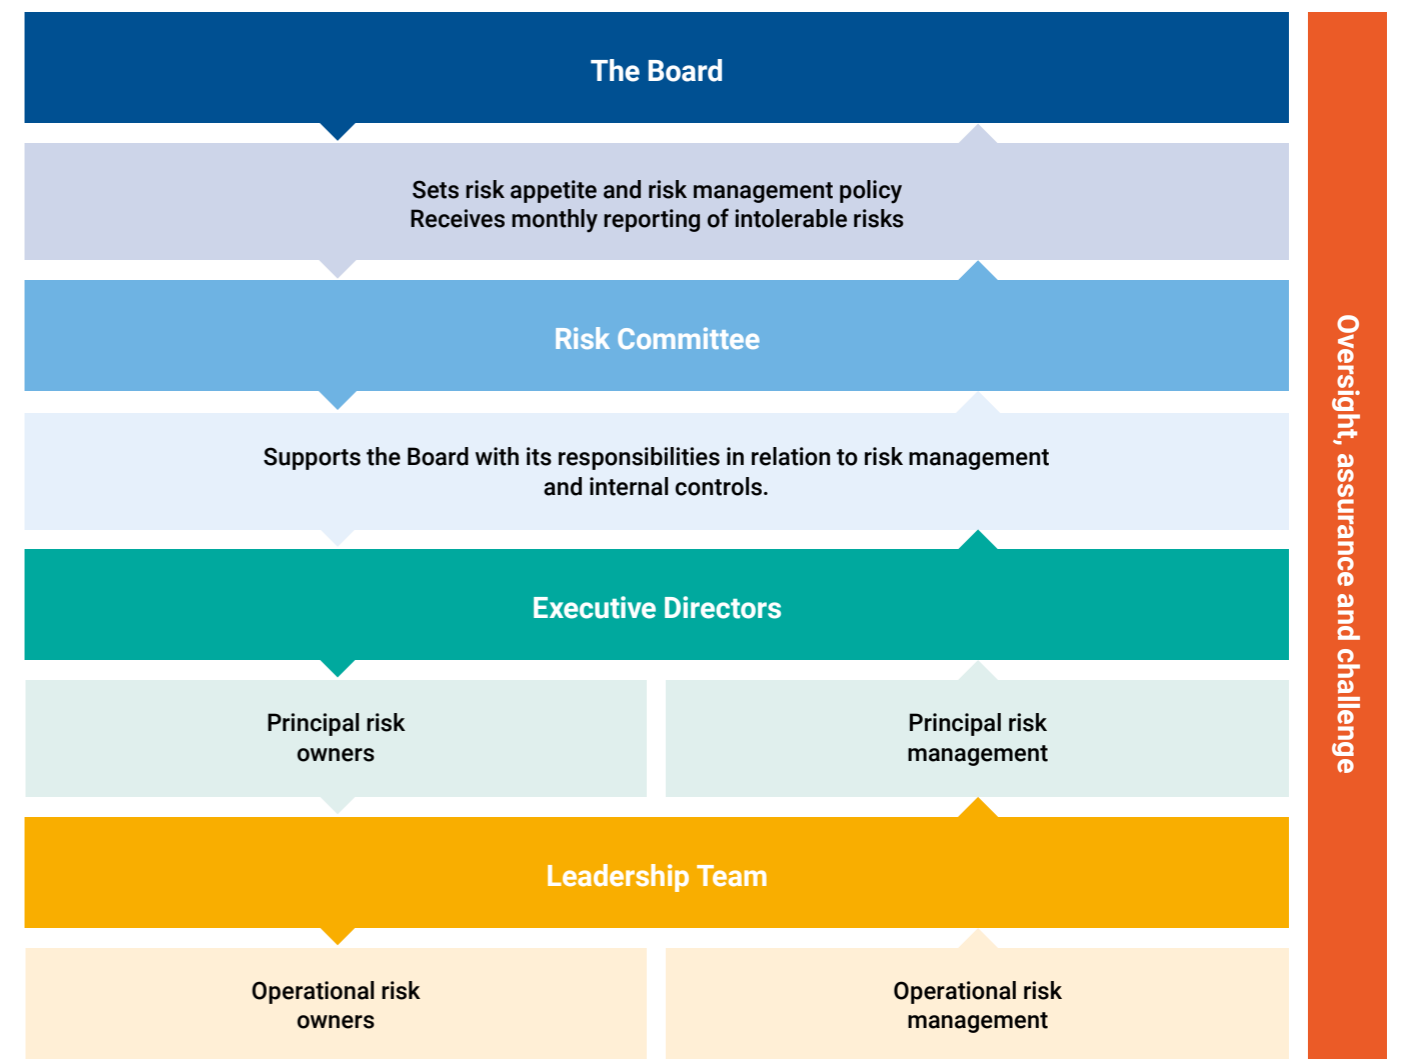 The Board
Sets risk appetite and risk management policy
Receives monthly reporting of intolerable risks
Risk Committee
Supports the Board with its responsibilities in relation to risk management
and internal controls.
Executive Directors
Principal risk
owners
Principal risk
management
Leadership Team
Operational risk
owners
Operational risk
management
Oversight, assurance and challenge